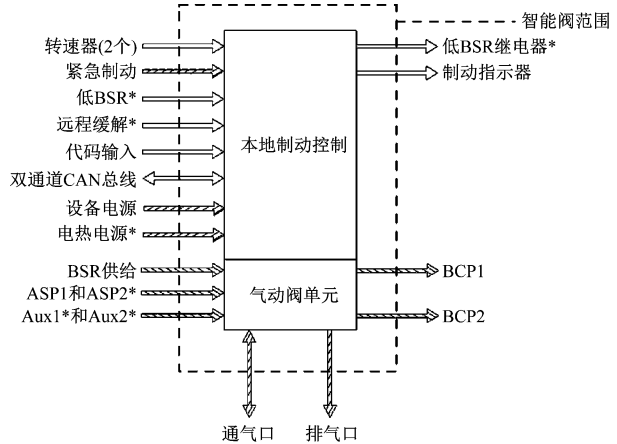 智能阀范围
转速器(2个)
紧急制动
低BSR*
远程缓解*
代码输入
双通道CAN总线
设备电源
电热电源*
BSR供给
ASP1和ASP2*
Aux1*和Aux2*
本地制动控制
气动阀单元
低BSR继电器*
制动指示器
BCP1
BCP2
通气口
排气口